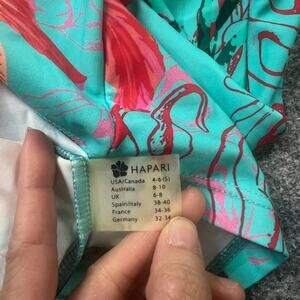 HAPARI
USA/Canada 4-6 (S)
Australia 8-10
UK 6-8
Spain/Italy 38-40
France 34-36
Germany 32-34